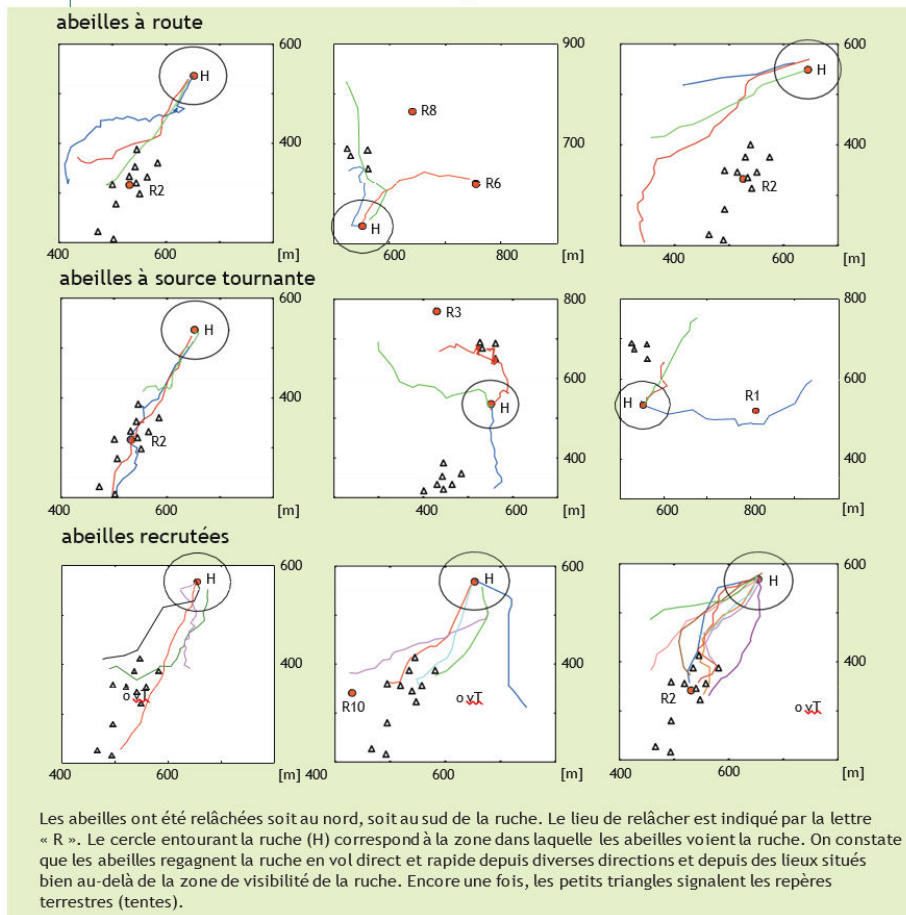 abeilles à route
600
900
600
H
R8
H
400
700
400
R2
R6
R2
H
400
600
[m]
600
800
[m]
400
600
[m]
abeilles à source tournante
600
800
800
H
R3
400
600
R1
600
R2
H
H
400
400
400
600
[m]
400
600
[m]
600
800
[m]
abeilles recrutées
600
600
600
H
H
H
400
400
400
o vT
R10
o vT
R2
o vT
400
600
[m]
400
600
[m]
400
600
[m]
Les abeilles ont été relâchées soit au nord, soit au sud de la ruche. Le lieu de relâcher est indiqué par la lettre
« R ». Le cercle entourant la ruche (H) correspond à la zone dans laquelle les abeilles voient la ruche. On constate
que les abeilles regagnent la ruche en vol direct et rapide depuis diverses directions et depuis des lieux situés
bien au-delà de la zone de visibilité de la ruche. Encore une fois, les petits triangles signalent les repères
terrestres (tentes).